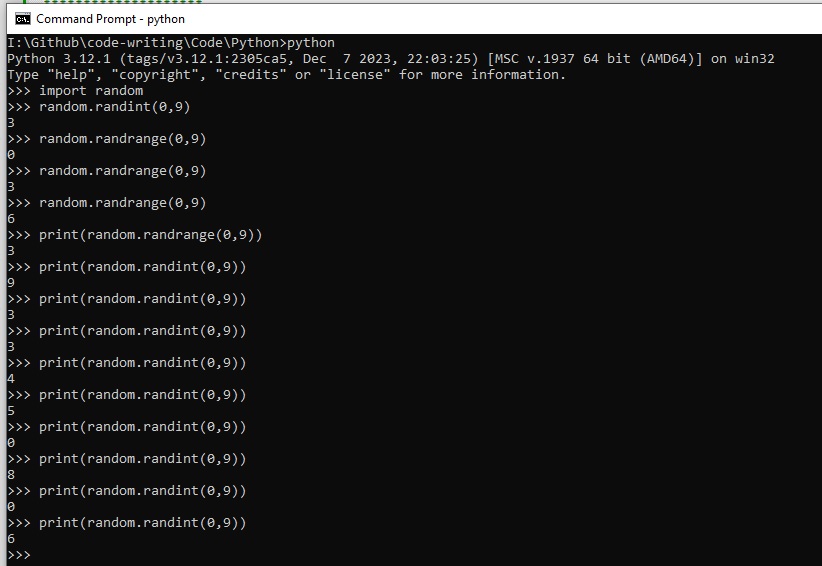 Command Prompt - python
I:\Github\code-writing\Code\Python>python
Python 3.12.1 (tags/v3.12.1:2305ca5, Dec  7 2023, 22:03:25) [MSC v.1937 64 bit (AMD64)] on win32
Type "help", "copyright", "credits" or "license" for more information.
>>> import random
>>> random.randint(0,9)
3
>>> random.randrange(0,9)
0
>>> random.randrange(0,9)
3
>>> random.randrange(0,9)
6
>>> print(random.randrange(0,9))
3
>>> print(random.randint(0,9))
9
>>> print(random.randint(0,9))
3
>>> print(random.randint(0,9))
3
>>> print(random.randint(0,9))
4
>>> print(random.randint(0,9))
5
>>> print(random.randint(0,9))
0
>>> print(random.randint(0,9))
8
>>> print(random.randint(0,9))
0
>>> print(random.randint(0,9))
6
>>>